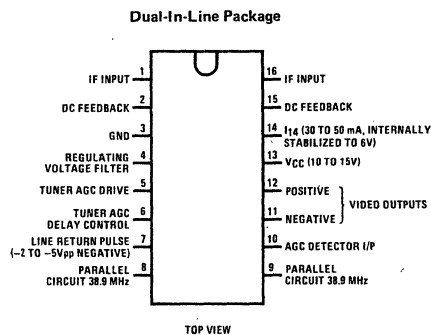 Dual-In-Line Package
IF INPUT 1
16 IF INPUT
DC FEEDBACK 2
15 DC FEEDBACK
GND 3
14 I14 (30 TO 50 mA, INTERNALLY
STABILIZED TO 6V)
REGULATING
VOLTAGE FILTER 4
13 VCC (10 TO 15V)
TUNER AGC DRIVE 5
12 POSITIVE
TUNER AGC
DELAY CONTROL 6
11 NEGATIVE
VIDEO OUTPUTS
LINE RETURN PULSE
(−2 TO −5Vpp NEGATIVE) 7
10 AGC DETECTOR I/P
PARALLEL
CIRCUIT 38.9 MHz 8
9 PARALLEL
CIRCUIT 38.9 MHz
TOP VIEW